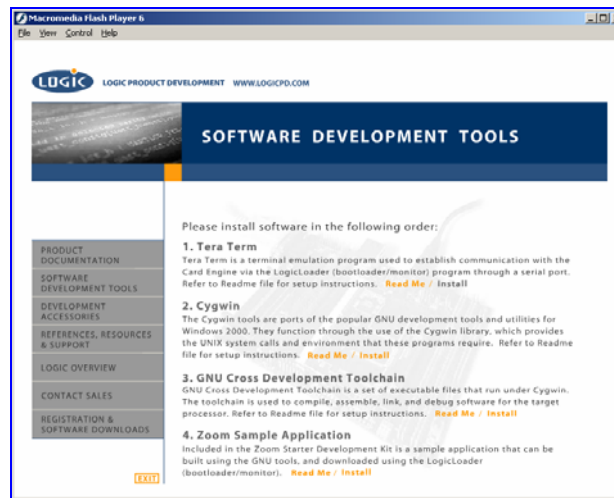 Macromedia Flash Player 6
File View Control Help
LOGIC LOGIC PRODUCT DEVELOPMENT WWW.LOGICPD.COM
SOFTWARE DEVELOPMENT TOOLS
PRODUCT
DOCUMENTATION
SOFTWARE
DEVELOPMENT TOOLS
DEVELOPMENT
ACCESSORIES
REFERENCES, RESOURCES
& SUPPORT
LOGIC OVERVIEW
CONTACT SALES
REGISTRATION &
SOFTWARE DOWNLOADS
EXIT
Please install software in the following order:
1. Tera Term
Tera Term is a terminal emulation program used to establish communication with the
Card Engine via the LogicLoader (bootloader/monitor) program through a serial port.
Refer to Readme file for setup instructions. Read Me / Install
2. Cygwin
The Cygwin tools are ports of the popular GNU development tools and utilities for
Windows 2000. They function through the use of the Cygwin library, which provides
the UNIX system calls and environment that these programs require. Refer to Readme
file for setup instructions. Read Me / Install
3. GNU Cross Development Toolchain
GNU Cross Development Toolchain is a set of executable files that run under Cygwin.
The toolchain is used to compile, assemble, link, and debug software for the target
processor. Refer to Readme file for setup instructions. Read Me / Install
4. Zoom Sample Application
Included in the Zoom Starter Development Kit is a sample application that can be
built using the GNU tools, and downloaded using the LogicLoader
(bootloader/monitor). Read Me / Install